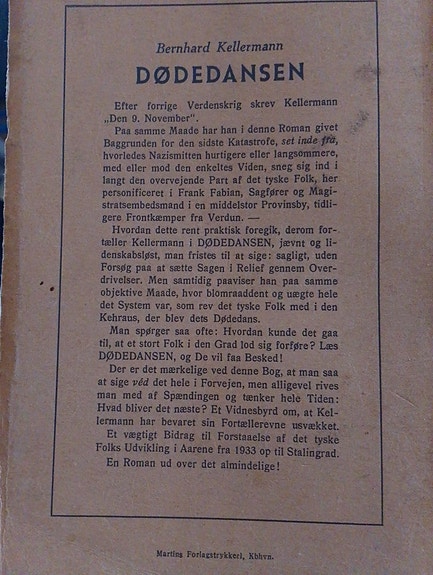 Bernhard Kellermann
DØDEDANSEN
Efter forrige Verdenskrig skrev Kellermann
„Den 9. November".
Paa samme Maade har han i denne Roman givet
Baggrunden for den sidste Katastrofe, set inde fra,
hvorledes Nazismitten hurtigere eller langsommere,
med eller mod den enkeltes Viden, sneg sig ind i
langt den overvejende Part af det tyske Folk, her
personificeret i Frank Fabian, Sagfører og Magi-
stratsembedsmand i en middelstor Provinsby, tidli-
gere Frontkæmper fra Verdun. —
Hvordan dette rent praktisk foregik, derom for-
tæller Kellermann i DØDEDANSEN, jævnt og li-
denskabsløst, man fristes til at sige: sagligt, uden
Forsøg paa at sætte Sagen i Relief gennem Over-
drivelser. Men samtidig paaviser han paa samme
objektive Maade, hvor blomraaddent og uægte hele
det System var, som rev det tyske Folk med i den
Kehraus, der blev dets Dødedans.
Man spørger saa ofte: Hvordan kunde det gaa
til, at et stort Folk i den Grad lod sig forføre? Læs
DØDEDANSEN, og De vil faa Besked!
Der er det mærkelige ved denne Bog, at man saa
at sige véd det hele i Forvejen, men alligevel rives
man med af Spændingen og tænker hele Tiden:
Hvad bliver det næste? Et Vidnesbyrd om, at Kel-
lermann har bevaret sin Fortællerevne usvækket.
Et vægtigt Bidrag til Forstaaelse af det tyske
Folks Udvikling i Aarene fra 1933 op til Stalingrad.
En Roman ud over det almindelige!
Martins Forlagstrykkeri, Kbhvn.